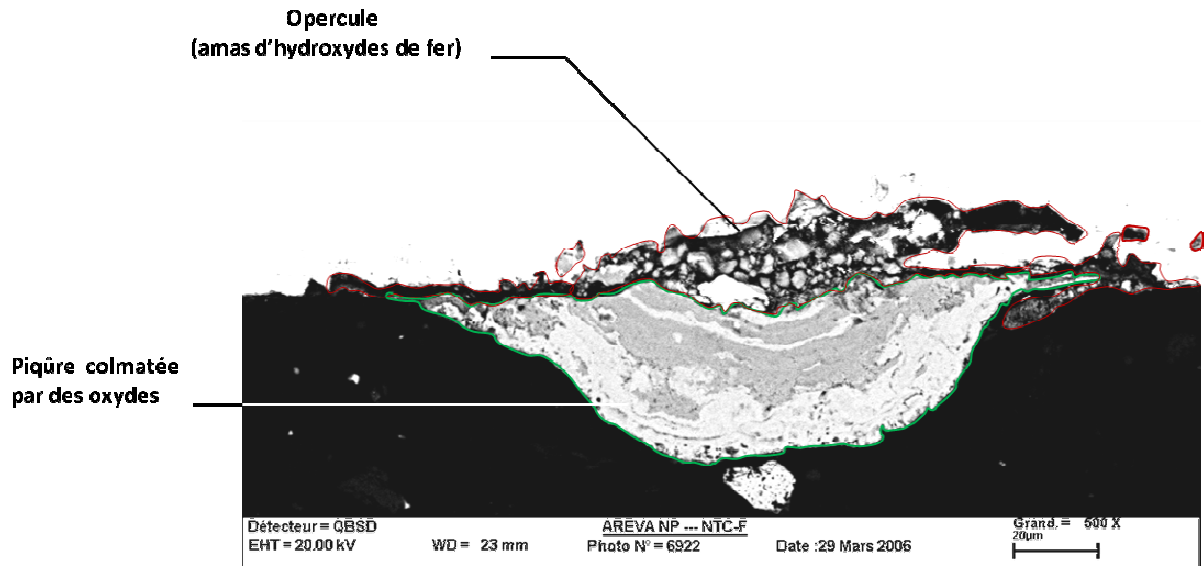 Opercule
(amas d'hydroxydes de fer)
Piqûre colmatée
par des oxydes
Détecteur = QBSD
AREVA NP --- NTC-F
Grand. = 500 X
EHT = 20.00 kV
WD = 23 mm
Photo N° = 6922
Date :29 Mars 2006
20µm